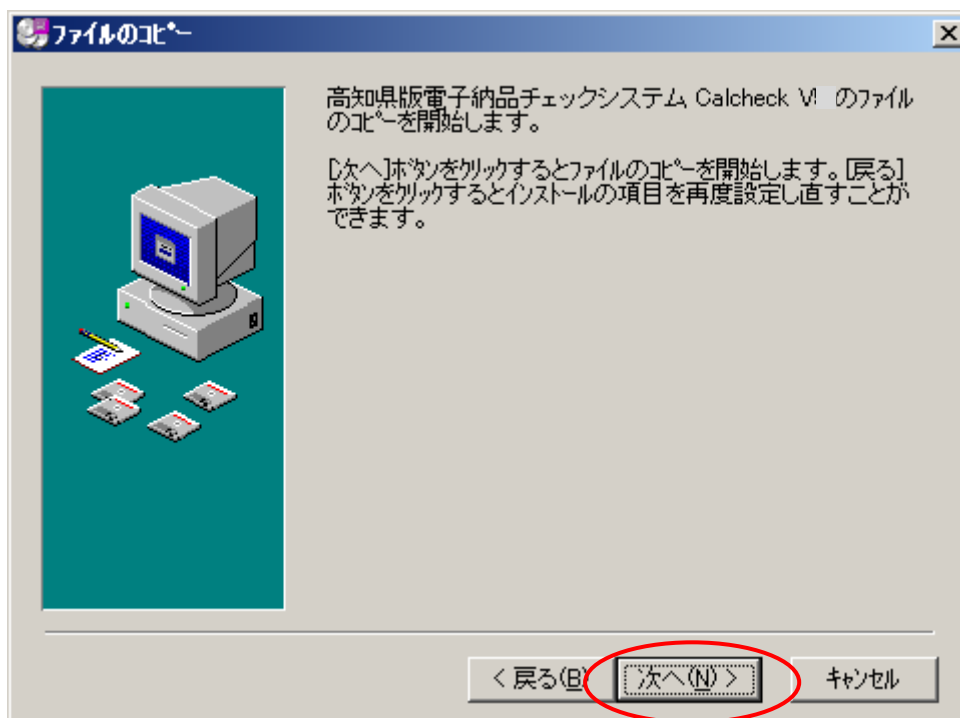 ファイルのコピー
高知県版電子納品チェックシステム Calcheck V のファイル
のコピーを開始します。
[次へ]ボタンをクリックするとファイルのコピーを開始します。[戻る]
ボタンをクリックするとインストールの項目を再度設定し直すことが
できます。
< 戻る(B)
次へ(N) >
キャンセル